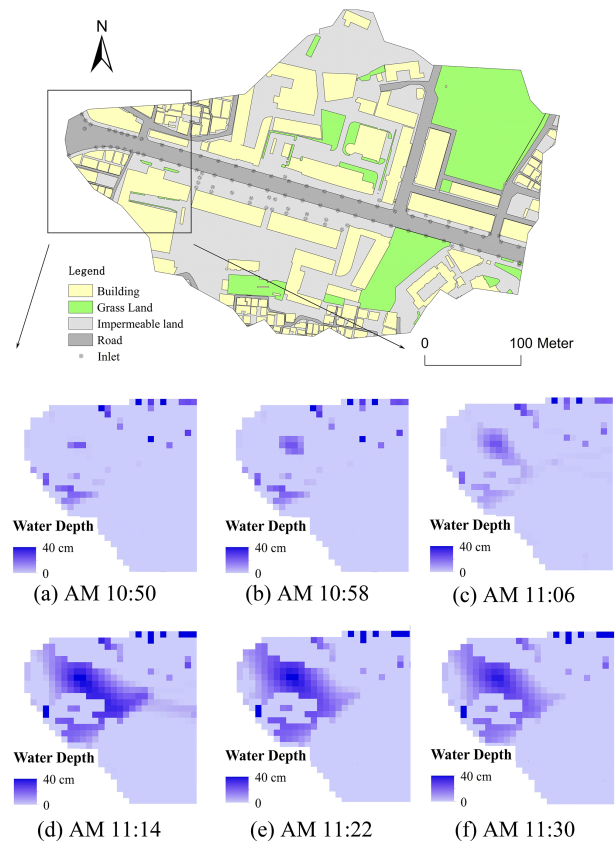 N
Legend
Building
Grass Land
Impermeable land
Road
Inlet
0 100 Meter
Water Depth
40 cm
0
(a) AM 10:50
Water Depth
40 cm
0
(b) AM 10:58
Water Depth
40 cm
0
(c) AM 11:06
Water Depth
40 cm
0
(d) AM 11:14
Water Depth
40 cm
0
(e) AM 11:22
Water Depth
40 cm
0
(f) AM 11:30